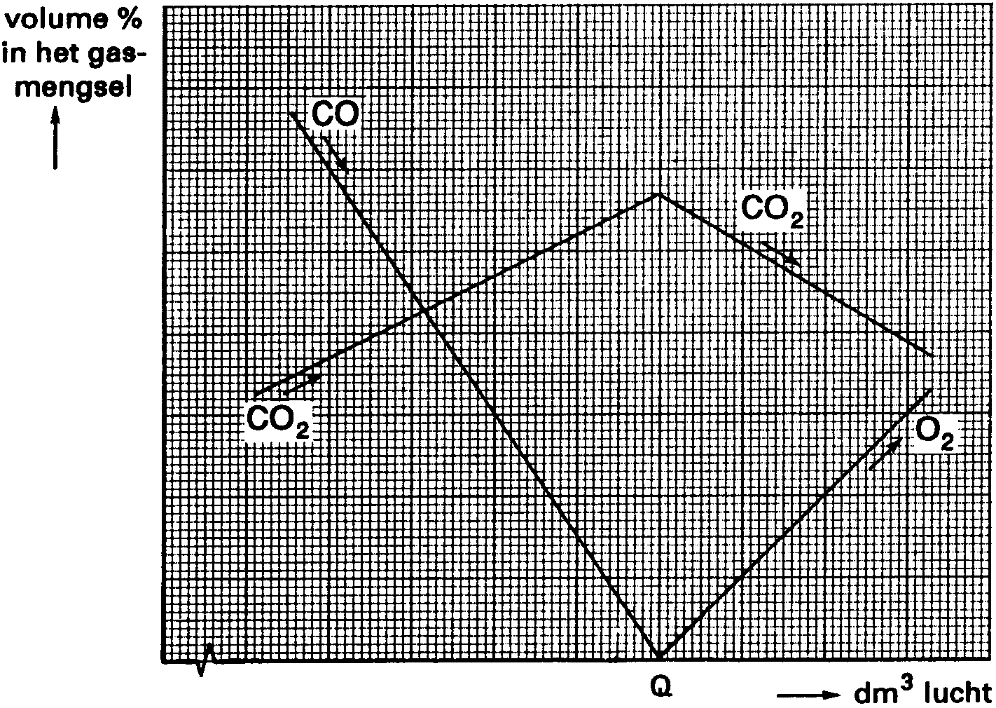 volume %
in het gas-
mengsel
CO
CO₂
CO₂
O₂
Q
dm³ lucht